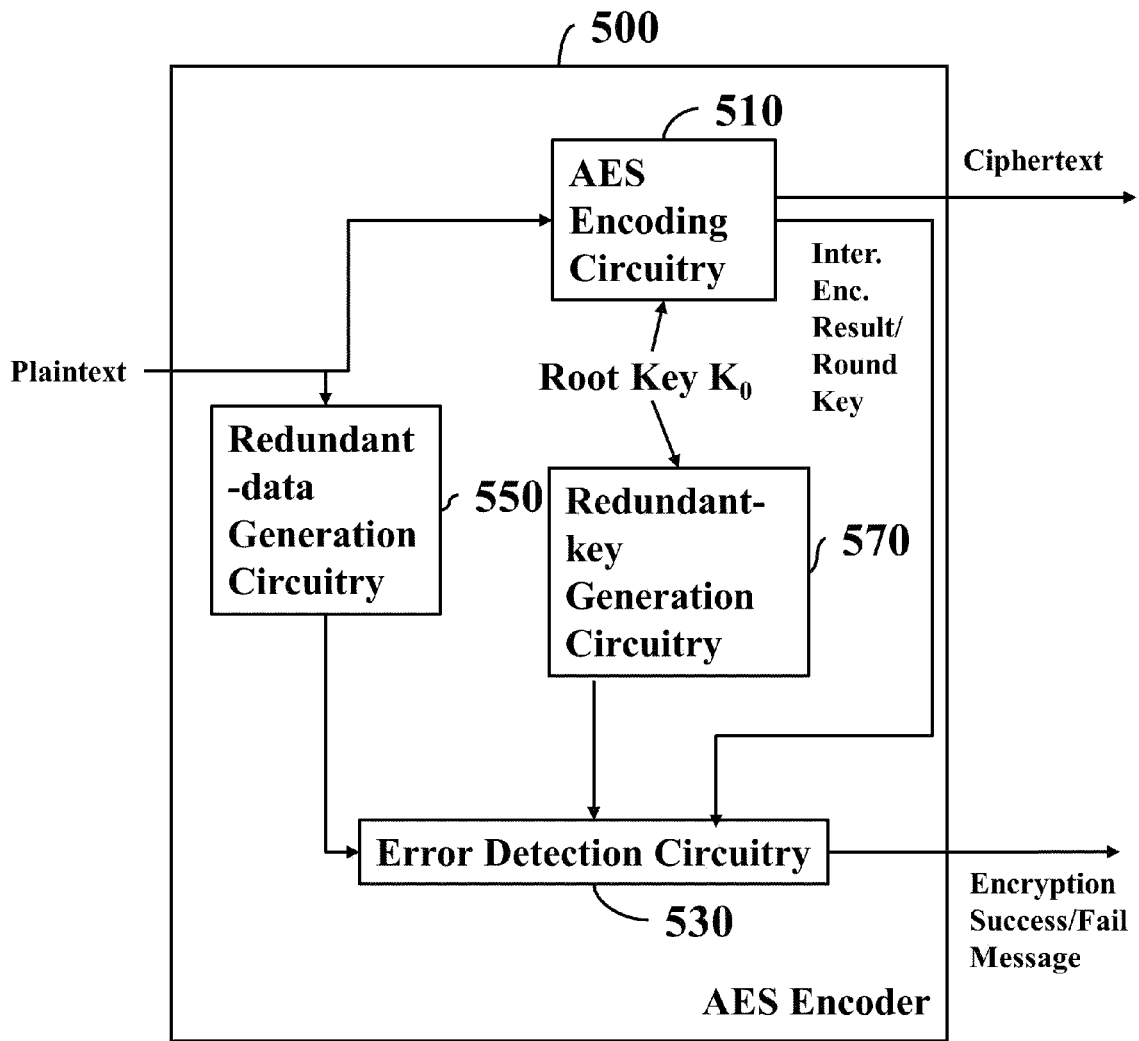 500
510
AES
Encoding
Circuitry
Ciphertext
Inter.
Enc.
Result/
Round
Key
Plaintext
Root Key K₀
Redundant
-data
Generation
Circuitry
550
Redundant-
key
Generation
Circuitry
570
Error Detection Circuitry
530
Encryption
Success/Fail
Message
AES Encoder